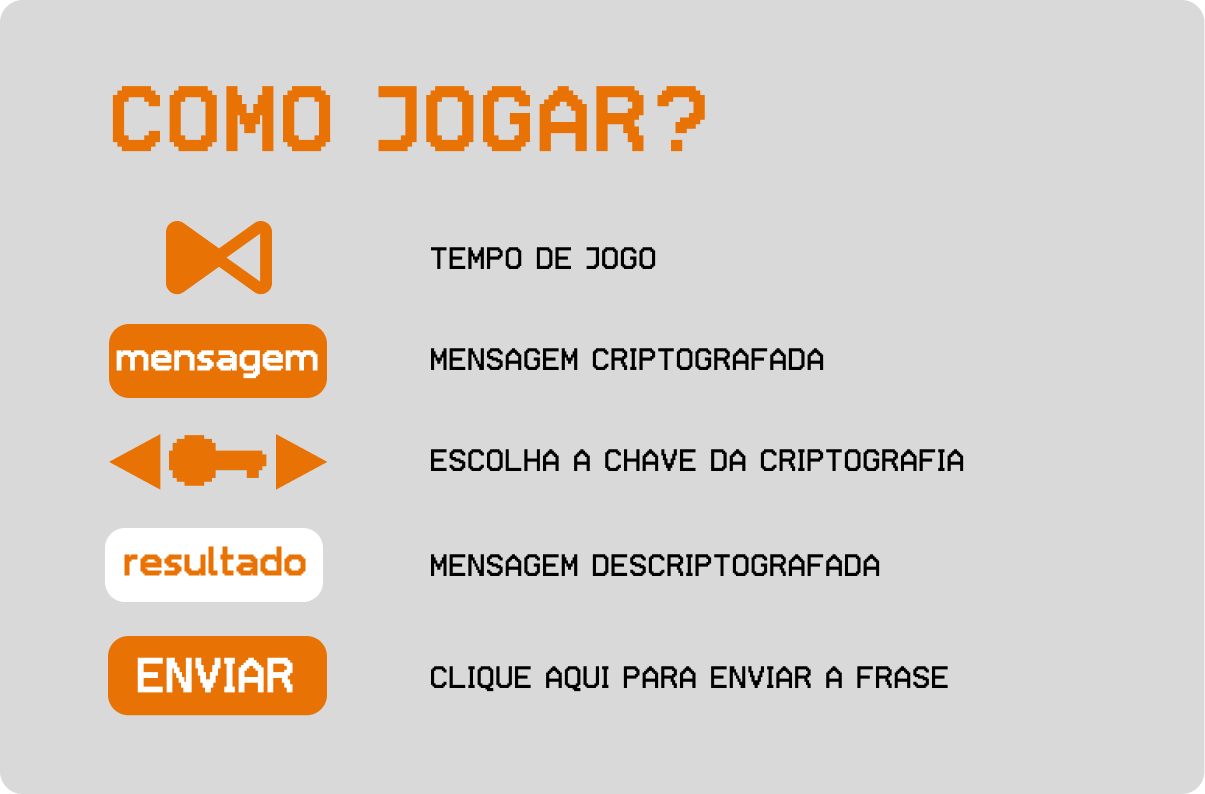 COMO JOGAR?
TEMPO DE JOGO
mensagem MENSAGEM CRIPTOGRAFADA
ESCOLHA A CHAVE DA CRIPTOGRAFIA
resultado MENSAGEM DESCRIPTOGRAFADA
ENVIAR CLIQUE AQUI PARA ENVIAR A FRASE